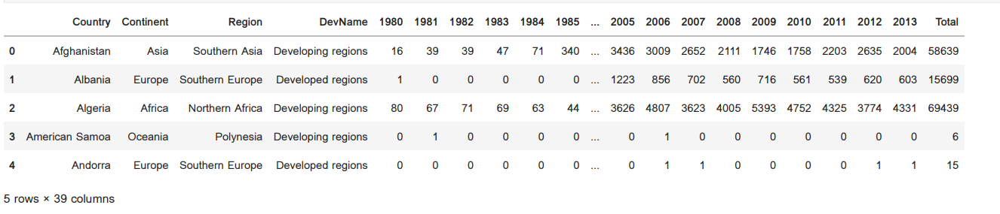 Country Continent Region DevName 1980 1981 1982 1983 1984 1985 ... 2005 2006 2007 2008 2009 2010 2011 2012 2013 Total
0 Afghanistan Asia Southern Asia Developing regions 16 39 39 47 71 340 ... 3436 3009 2652 2111 1746 1758 2203 2635 2004 58639
1 Albania Europe Southern Europe Developed regions 1 0 0 0 0 0 ... 1223 856 702 560 716 561 539 620 603 15699
2 Algeria Africa Northern Africa Developing regions 80 67 71 69 63 44 ... 3626 4807 3623 4005 5393 4752 4325 3774 4331 69439
3 American Samoa Oceania Polynesia Developing regions 0 1 0 0 0 0 ... 0 1 0 0 0 0 0 0 0 6
4 Andorra Europe Southern Europe Developed regions 0 0 0 0 0 0 ... 0 1 1 0 0 0 0 1 1 15
5 rows × 39 columns